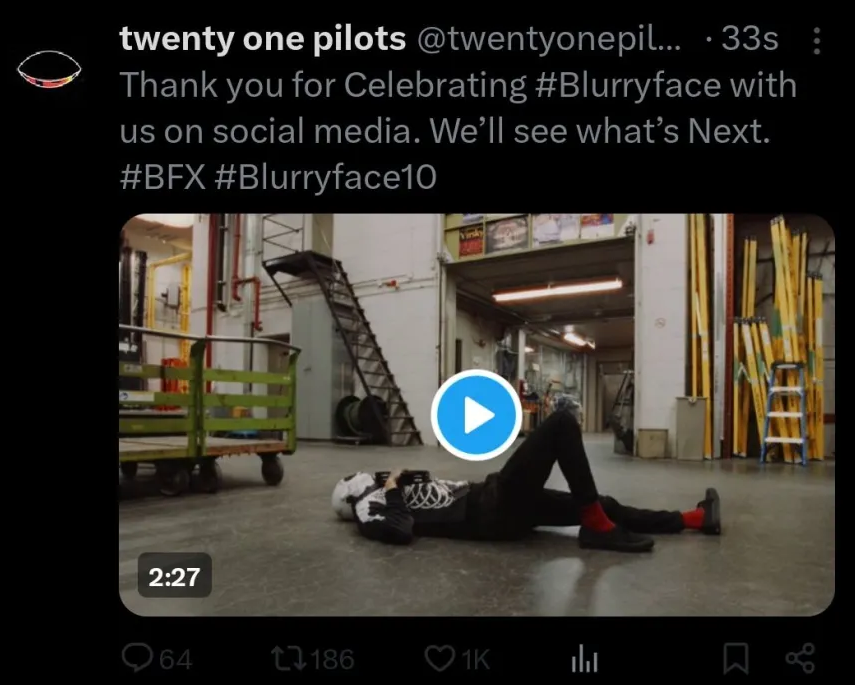 twenty one pilots @twentyonepil... · 33s
Thank you for Celebrating #Blurryface with
us on social media. We’ll see what’s Next.
#BFX #Blurryface10
2:27
64 186 1K